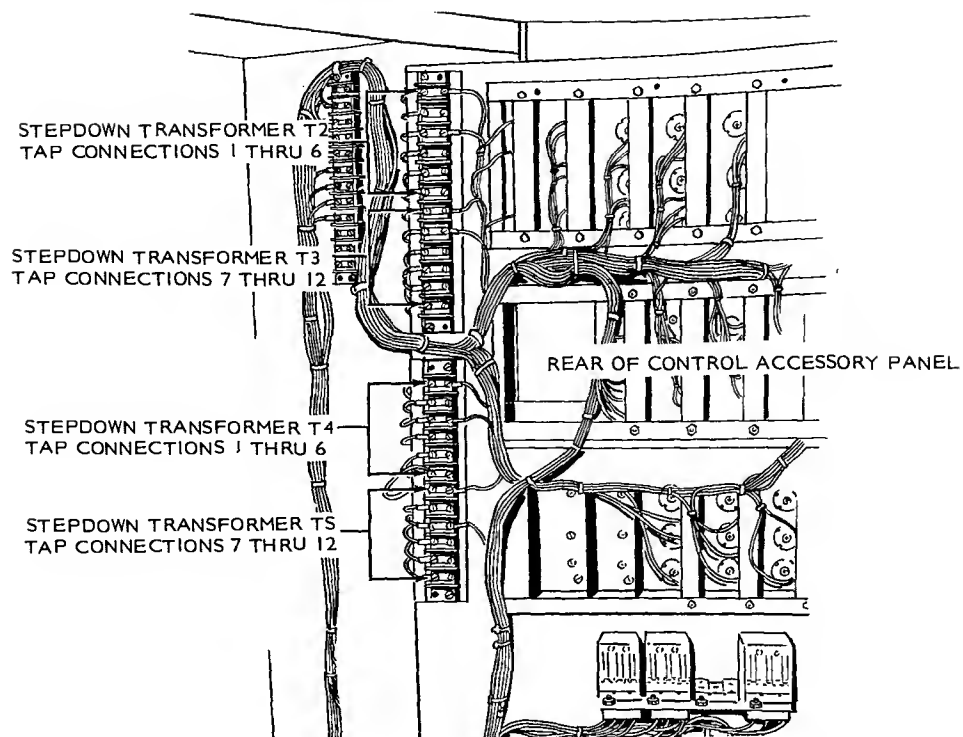 STEPDOWN TRANSFORMER T2
TAP CONNECTIONS 1 THRU 6
STEPDOWN TRANSFORMER T3
TAP CONNECTIONS 7 THRU 12
REAR OF CONTROL ACCESSORY PANEL
STEPDOWN TRANSFORMER T4
TAP CONNECTIONS 1 THRU 6
STEPDOWN TRANSFORMER TS
TAP CONNECTIONS 7 THRU 12